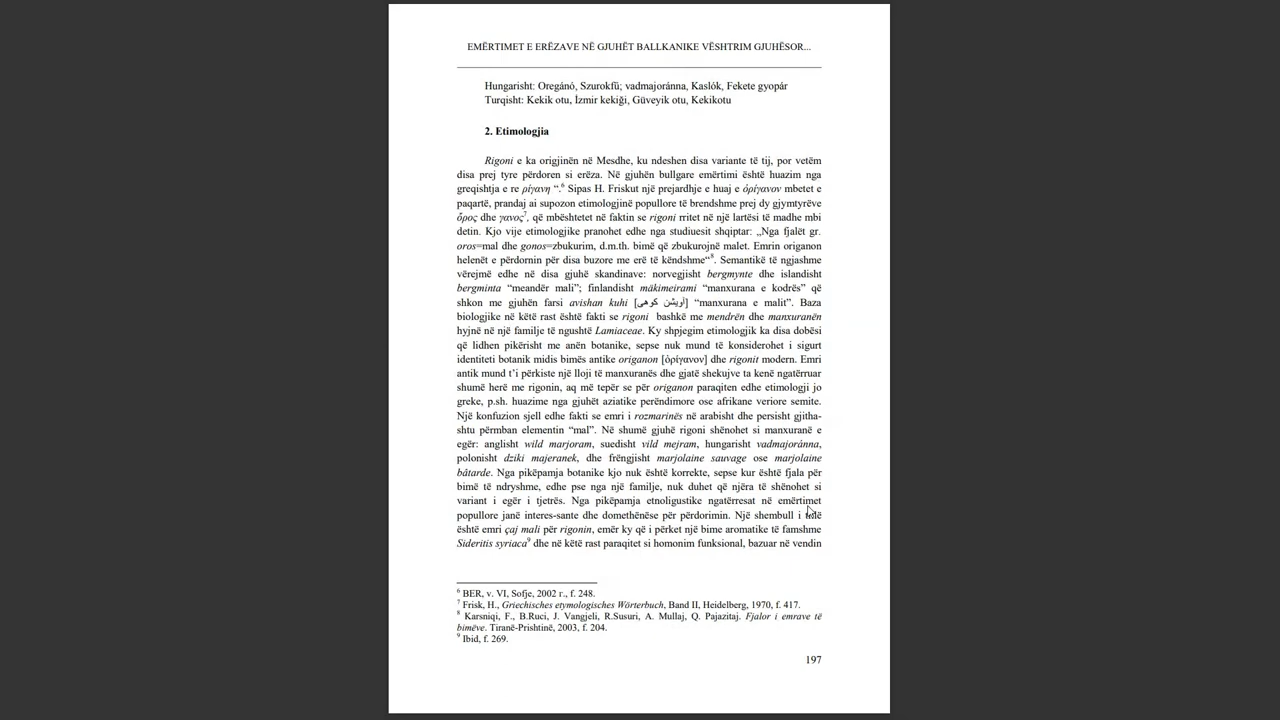 EMËRTIMET E ERËZAVE NË GJUHËT BALLKANIKE VËSHTRIM GJUHËSOR...
Hungarisht: Oregánó, Szurokfű; vadmajoránna, Kaslók, Fekete gyopár
Turqisht: Kekik otu, İzmir kekiği, Güveyik otu, Kekikotu
2. Etimologjia
Rigoni e ka origjinën në Mesdhe, ku ndeshen disa variante të tij, por vetëm
disa prej tyre përdoren si erëza. Në gjuhën bullgare emërtimi është huazim nga
greqishtja e re ρίγανη “.6 Sipas H. Friskut një prejardhje e huaj e ὀρίγανον mbetet e
paqartë, prandaj ai supozon etimologjinë popullore të brendshme prej dy gjymtyrëve
ὄρος dhe γανος7, që mbështetet në faktin se rigoni rritet në një lartësi të madhe mbi
detin. Kjo vije etimologjike pranohet edhe nga studiuesit shqiptar: „Nga fjalët gr.
oros=mal dhe gonos=zbukurim, d.m.th. bimë që zbukurojnë malet. Emrin origanon
helenët e përdornin për disa buzore me erë të këndshme“8. Semantikë të ngjashme
vërejmë edhe në disa gjuhë skandinave: norvegjisht bergmynte dhe islandisht
bergminta “meandër mali”; finlandisht mäkimeirami “manxurana e kodrës” që
shkon me gjuhën farsi avishan kuhi [آویشن کوهی] “manxurana e malit”. Baza
biologjike në këtë rast është fakti se rigoni bashkë me mendrën dhe manxuranën
hyjnë në një familje të ngushtë Lamiaceae. Ky shpjegim etimologjik ka disa dobësi
që lidhen pikërisht me anën botanike, sepse nuk mund të konsiderohet i sigurt
identiteti botanik midis bimës antike origanon [ὀρίγανον] dhe rigonit modern. Emri
antik mund t’i përkiste një lloji të manxuranës dhe gjatë shekujve ta kenë ngatërruar
shumë herë me rigonin, aq më tepër se për origanon paraqiten edhe etimologji jo
greke, p.sh. huazime nga gjuhët aziatike perëndimore ose afrikane veriore semite.
Një konfuzion sjell edhe fakti se emri i rozmarinës në arabisht dhe persisht gjitha-
shtu përmban elementin “mal”. Në shumë gjuhë rigoni shënohet si manxuranë e
egër: anglisht wild marjoram, suedisht vild mejram, hungarisht vadmajoránna,
polonisht dziki majeranek, dhe frëngjisht marjolaine sauvage ose marjolaine
bâtarde. Nga pikëpamja botanike kjo nuk është korrekte, sepse kur është fjala për
bimë të ndryshme, edhe pse nga një familje, nuk duhet që njëra të shënohet si
variant i egër i tjetrës. Nga pikëpamja etnoligustike ngatërresat në emërtimet
popullore janë interes-sante dhe domethënëse për përdorimin. Një shembull i tillë
është emri çaj mali për rigonin, emër ky që i përket një bime aromatike të famshme
Sideritis syriaca9 dhe në këtë rast paraqitet si homonim funksional, bazuar në vendin
6 BER, v. VI, Sofje, 2002 г., f. 248.
7 Frisk, H., Griechisches etymologisches Wörterbuch, Band II, Heidelberg, 1970, f. 417.
8 Karsniqi, F., B.Ruci, J. Vangjeli, R.Susuri, A. Mullaj, Q. Pajazitaj. Fjalor i emrave të
bimëve. Tiranë-Prishtinë, 2003, f. 204.
9 Ibid, f. 269.
197